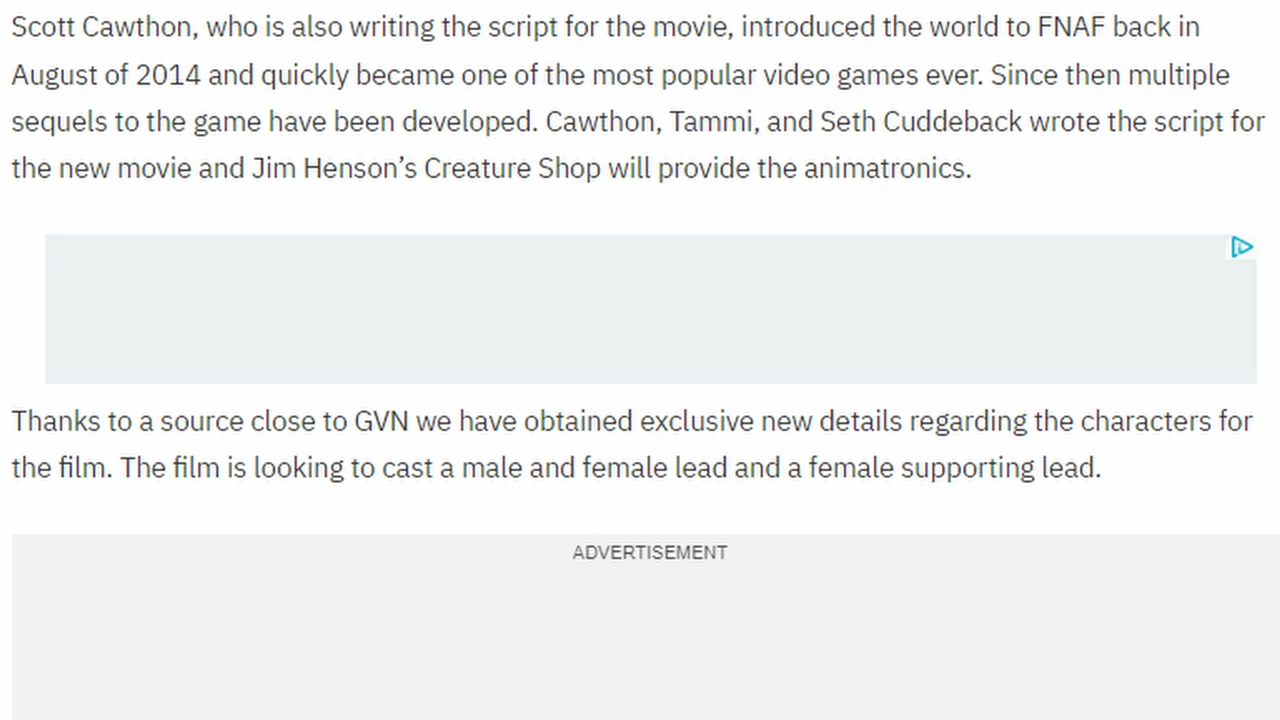 Scott Cawthon, who is also writing the script for the movie, introduced the world to FNAF back in
August of 2014 and quickly became one of the most popular video games ever. Since then multiple
sequels to the game have been developed. Cawthon, Tammi, and Seth Cuddeback wrote the script for
the new movie and Jim Henson’s Creature Shop will provide the animatronics.
Thanks to a source close to GVN we have obtained exclusive new details regarding the characters for
the film. The film is looking to cast a male and female lead and a female supporting lead.
ADVERTISEMENT